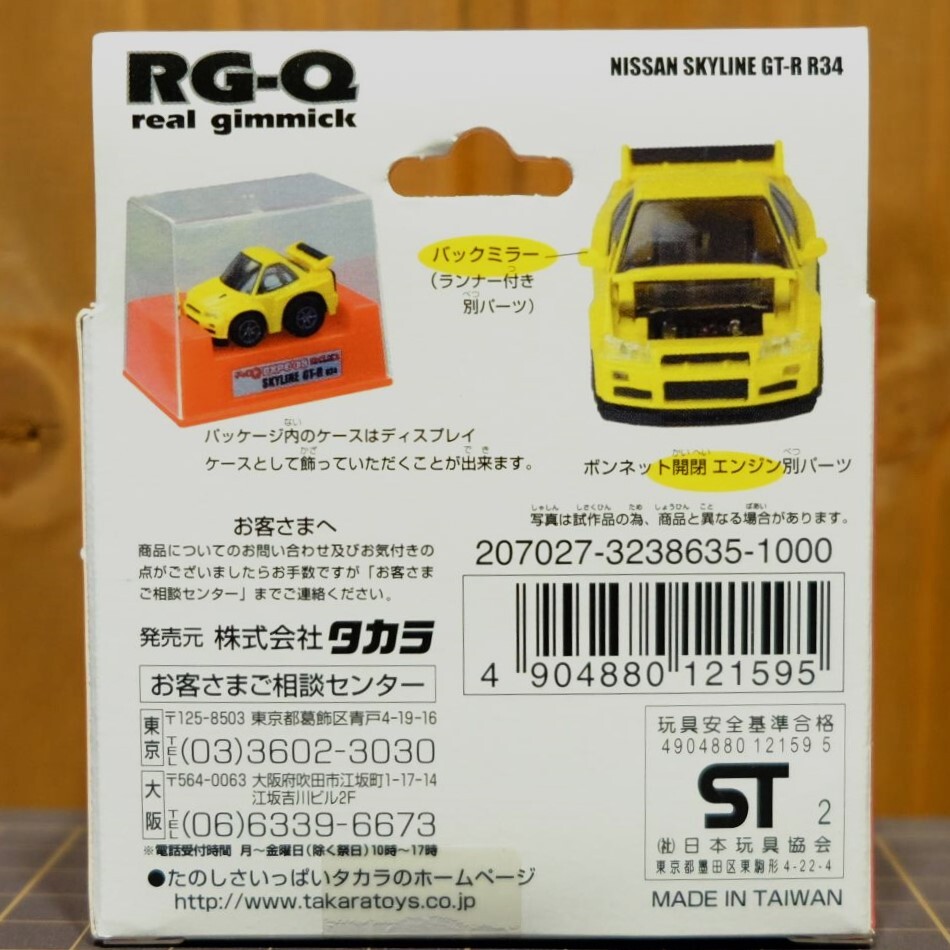 RG-Q
real gimmick
NISSAN SKYLINE GT-R R34
バックミラー
(ランナー付き
別パーツ)
SKYLINE GT-R R34
パッケージ内のケースはディスプレイ
ケースとして飾っていただくことが出来ます。
ボンネット開閉 エンジン別パーツ
写真は試作品の為、商品と異なる場合があります。
207027-3238635-1000
4 904880 121595
お客さまへ
商品についてのお問い合わせ及びお気付きの
点がございましたらお手数ですが「お客さま
ご相談センター」までご連絡ください。
発売元 株式会社タカラ
お客さまご相談センター
東京 〒125-8503 東京都葛飾区青戸4-19-16
TEL(03)3602-3030
大阪 〒564-0063 大阪府吹田市江坂町1-17-14
江坂吉川ビル2F
TEL(06)6339-6673
※電話受付時間 月~金曜日(除く祭日)10時~17時
●たのしさいっぱいタカラのホームページ
http://www.takaratoys.co.jp
玩具安全基準合格
4904880 12159 5
ST 2
(社)日本玩具協会
東京都墨田区東駒形4-22-4
MADE IN TAIWAN